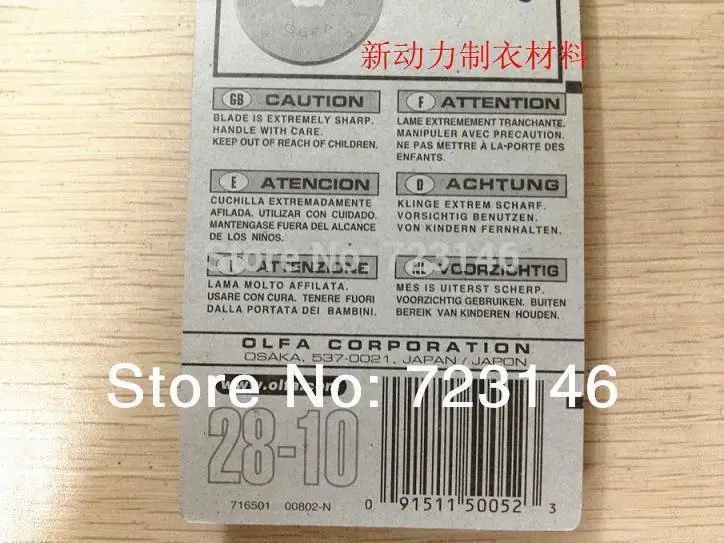 OLFA
新动力制衣材料
GB CAUTION
BLADE IS EXTREMELY SHARP.
HANDLE WITH CARE.
KEEP OUT OF REACH OF CHILDREN.
F ATTENTION
LAME EXTREMEMENT TRANCHANTE.
MANIPULER AVEC PRECAUTION.
NE PAS METTRE À LA-PORTE DES
ENFANTS.
E ATENCION
CUCHILLA EXTREMADAMENTE
AFILADA. UTILIZAR CON CUIDADO.
MANTENGASE FUERA DEL ALCANCE
DE LOS NIÑOS.
D ACHTUNG
KLINGE EXTREM SCHARF.
VORSICHTIG BENUTZEN.
VON KINDERN FERNHALTEN.
Store No: 723146
I ATTENZIONE
LAMA MOLTO AFFILATA.
USARE CON CURA. TENERE FUORI
DALLA PORTATA DEI BAMBINI.
NL VOORZICHTIG
MES IS UITERST SCHERP.
VOORZICHTIG GEBRUIKEN. BUITEN
BEREIK VAN KINDEREN HOUDEN.
OLFA CORPORATION
OSAKA, 537-0021, JAPAN / JAPON
www.olfa.com
Store No: 723146
28-10
716501 00802-N
0 91511 50052 3